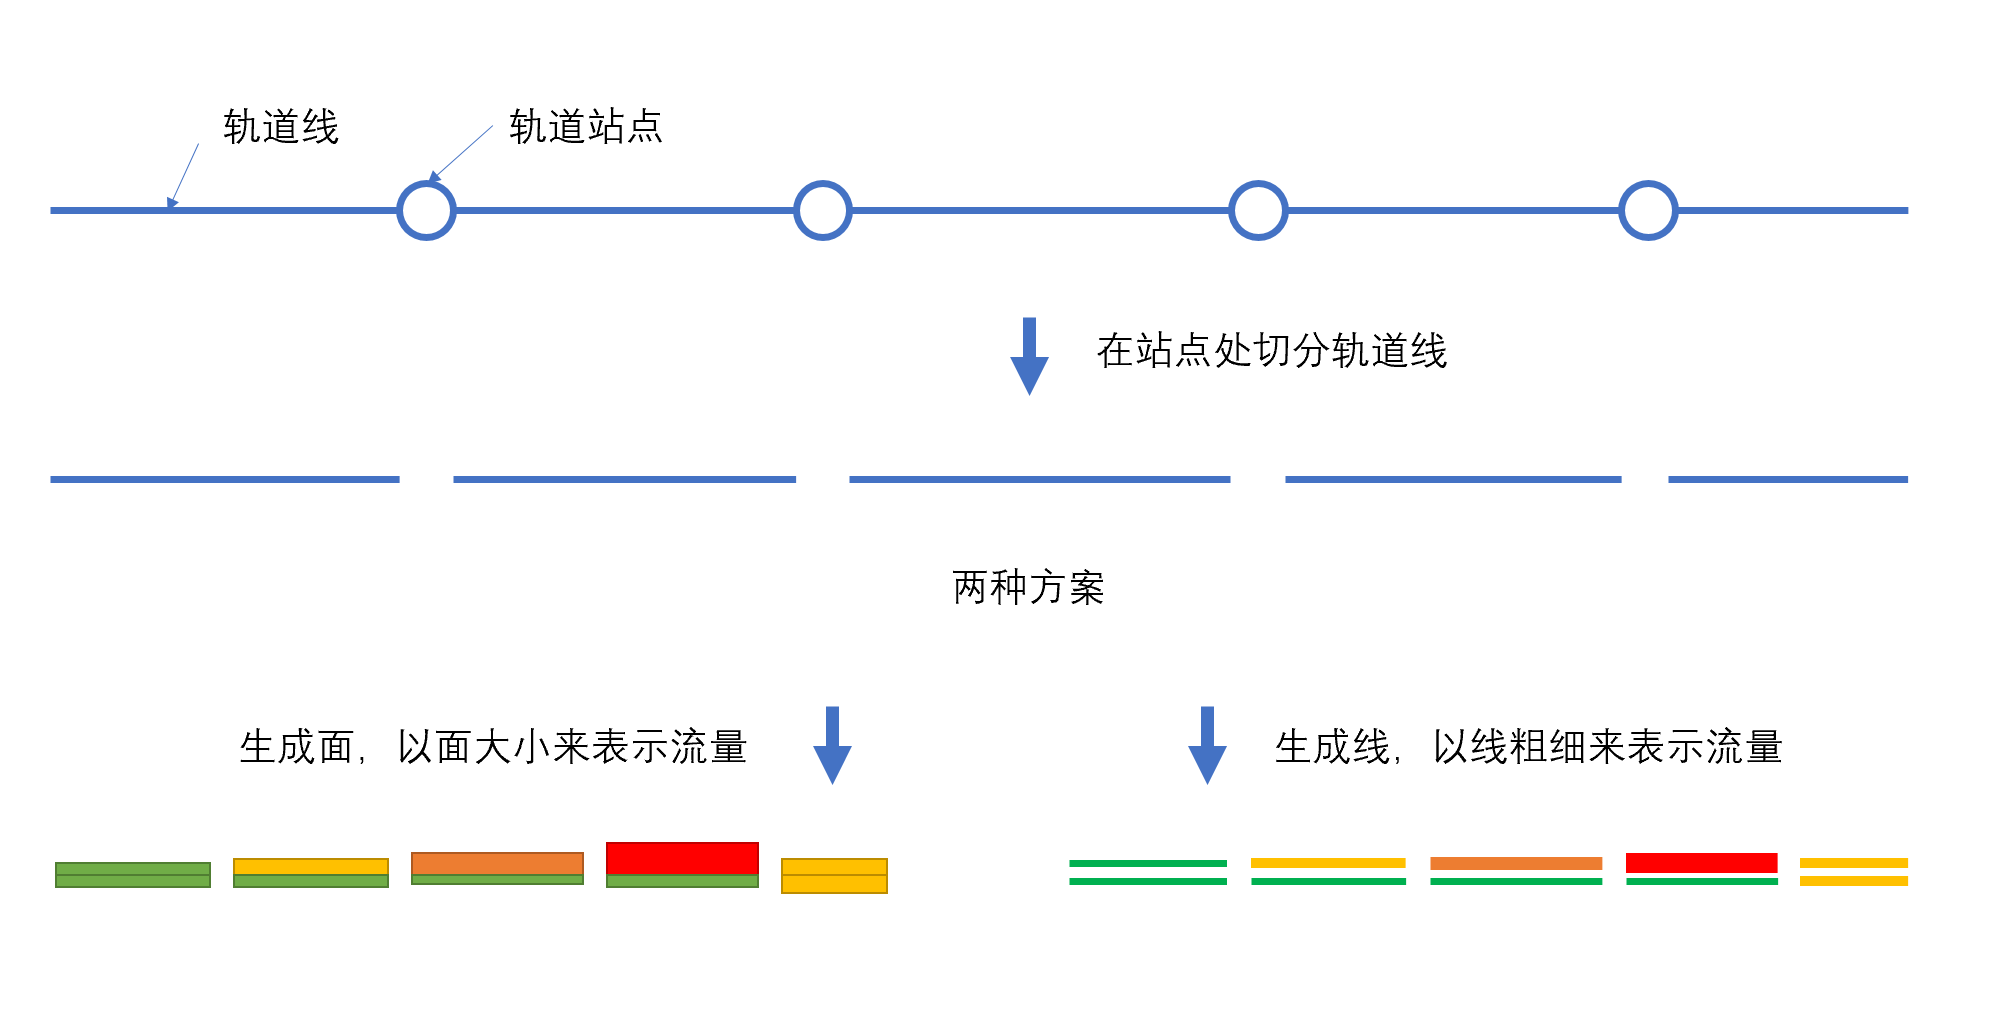 轨道线
轨道站点
在站点处切分轨道线
两种方案
生成面，以面大小来表示流量
生成线，以线粗细来表示流量